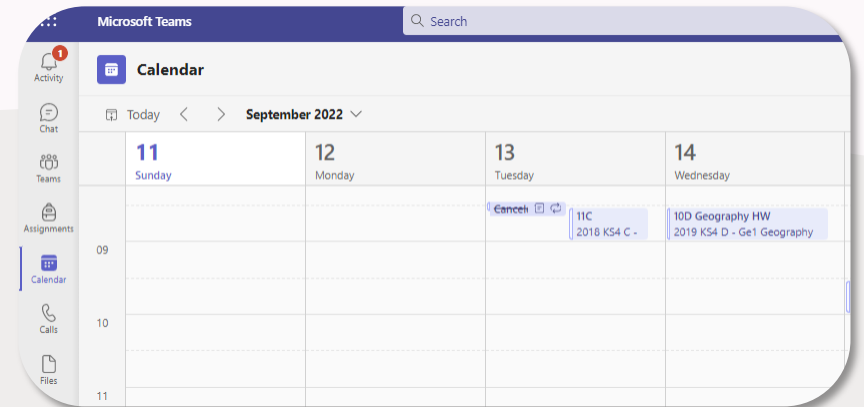 Microsoft Teams
Search
1
Activity
Chat
Teams
Assignments
Calendar
Calls
Files
Calendar
Today
September 2022
11
Sunday
12
Monday
13
Tuesday
14
Wednesday
09
10
11
11C
2018 KS4 C -
10D Geography HW
2019 KS4 D - Ge1 Geography